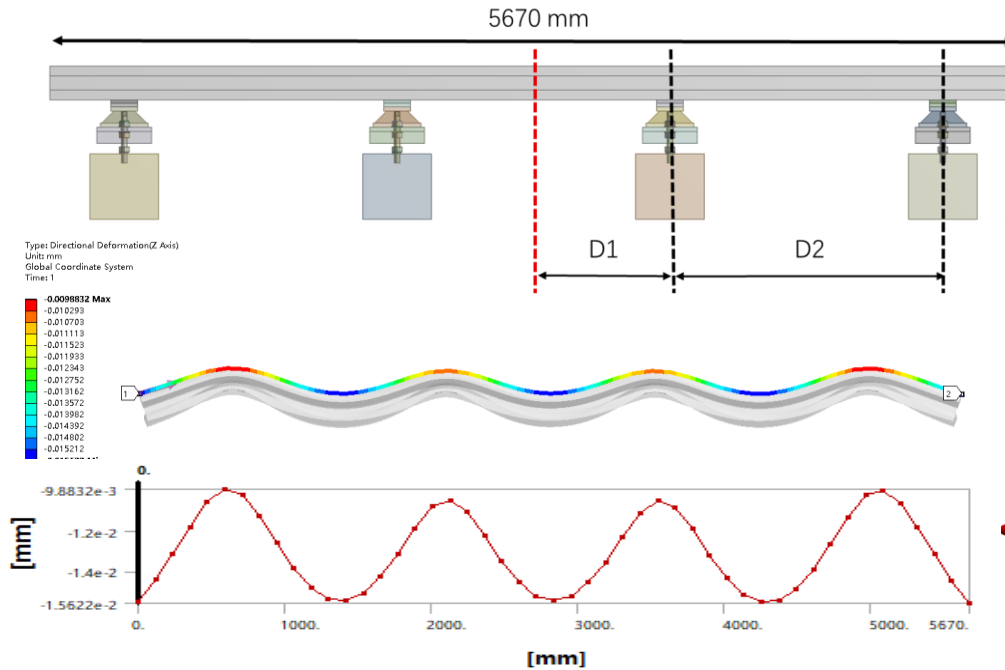 5670 mm
D1
D2
Type: Directional Deformation(Z Axis)
Unit: mm
Global Coordinate System
Time: 1
-0.0098832 Max
-0.010293
-0.010703
-0.011113
-0.011523
-0.011933
-0.012343
-0.012752
-0.013162
-0.013572
-0.013982
-0.014392
-0.014802
-0.015212
1
2
0.
-9.8832e-3
-1.2e-2
-1.4e-2
-1.5622e-2
[mm]
0.
1000.
2000.
3000.
4000.
5000.
5670.
[mm]